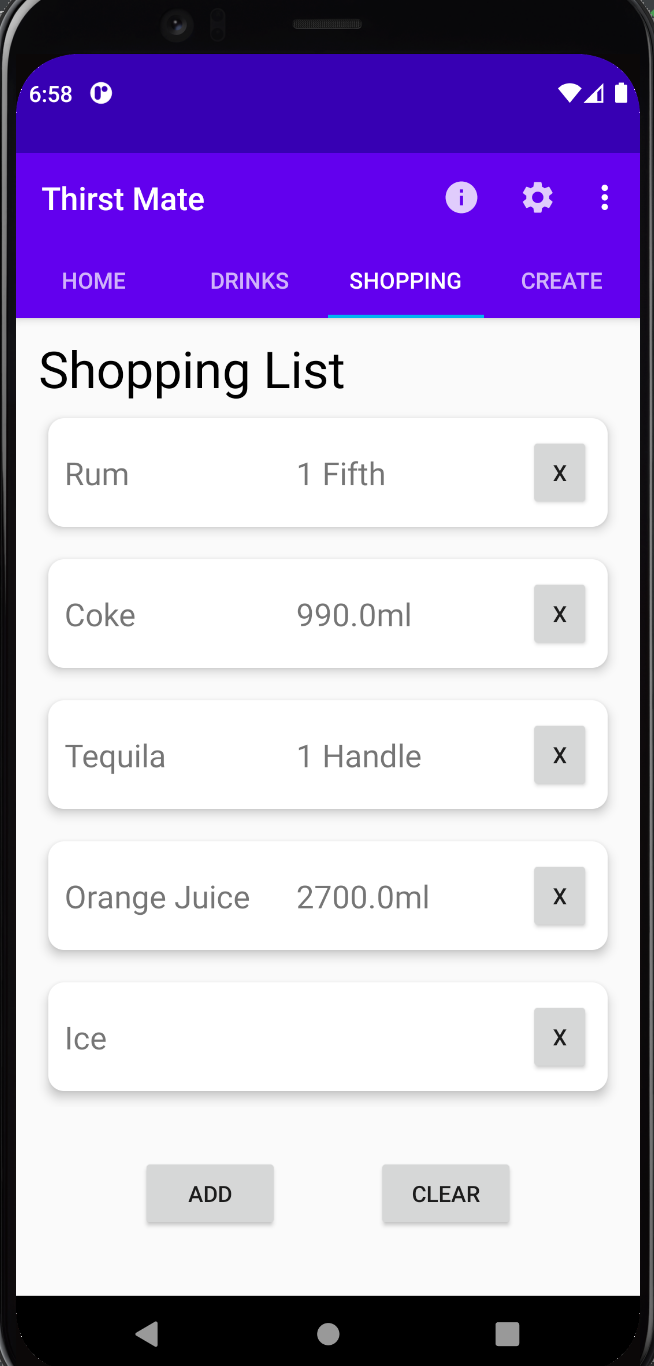 6:58
Thirst Mate
HOME DRINKS SHOPPING CREATE
Shopping List
Rum 1 Fifth X
Coke 990.0ml X
Tequila 1 Handle X
Orange Juice 2700.0ml X
Ice X
ADD CLEAR